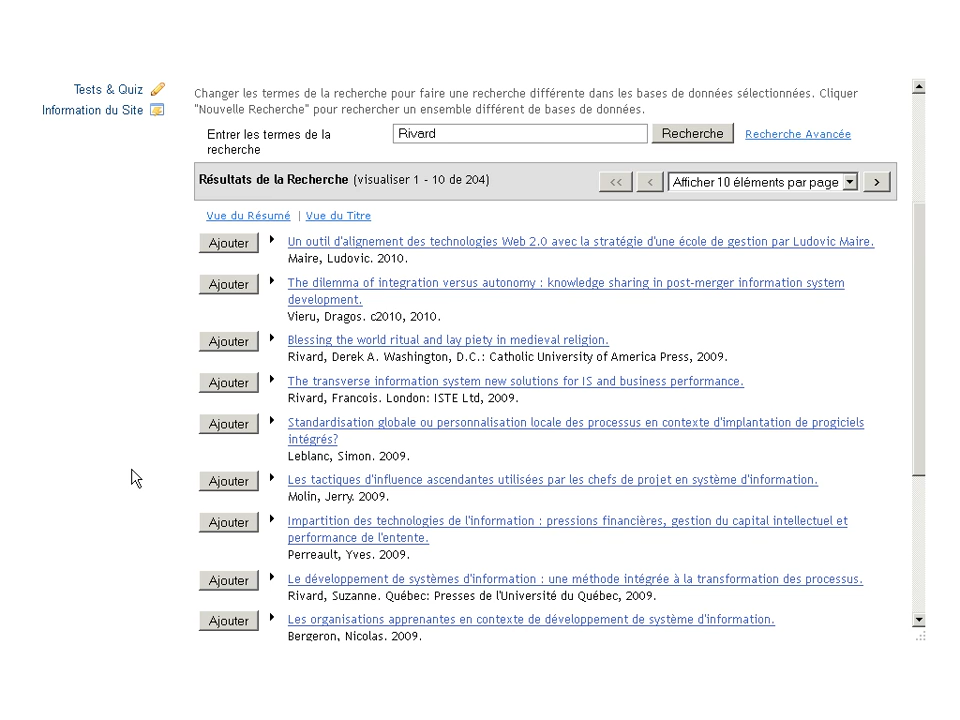 Tests & Quiz
Information du Site
Changer les termes de la recherche pour faire une recherche différente dans les bases de données sélectionnées. Cliquer
"Nouvelle Recherche" pour rechercher un ensemble différent de bases de données.
Entrer les termes de la
recherche
Rivard
Recherche
Recherche Avancée
Résultats de la Recherche (visualiser 1 - 10 de 204)
<<
<
Afficher 10 éléments par page
>
Vue du Résumé | Vue du Titre
Ajouter
Un outil d'alignement des technologies Web 2.0 avec la stratégie d'une école de gestion par Ludovic Maire.
Maire, Ludovic. 2010.
Ajouter
The dilemma of integration versus autonomy : knowledge sharing in post-merger information system
development.
Vieru, Dragos. c2010, 2010.
Ajouter
Blessing the world ritual and lay piety in medieval religion.
Rivard, Derek A. Washington, D.C.: Catholic University of America Press, 2009.
Ajouter
The transverse information system new solutions for IS and business performance.
Rivard, Francois. London: ISTE Ltd, 2009.
Ajouter
Standardisation globale ou personnalisation locale des processus en contexte d'implantation de progiciels
intégrés?
Leblanc, Simon. 2009.
Ajouter
Les tactiques d'influence ascendantes utilisées par les chefs de projet en système d'information.
Molin, Jerry. 2009.
Ajouter
Impartition des technologies de l'information : pressions financières, gestion du capital intellectuel et
performance de l'entente.
Perreault, Yves. 2009.
Ajouter
Le développement de systèmes d'information : une méthode intégrée à la transformation des processus.
Rivard, Suzanne. Québec: Presses de l'Université du Québec, 2009.
Ajouter
Les organisations apprenantes en contexte de développement de système d'information.
Bergeron, Nicolas. 2009.